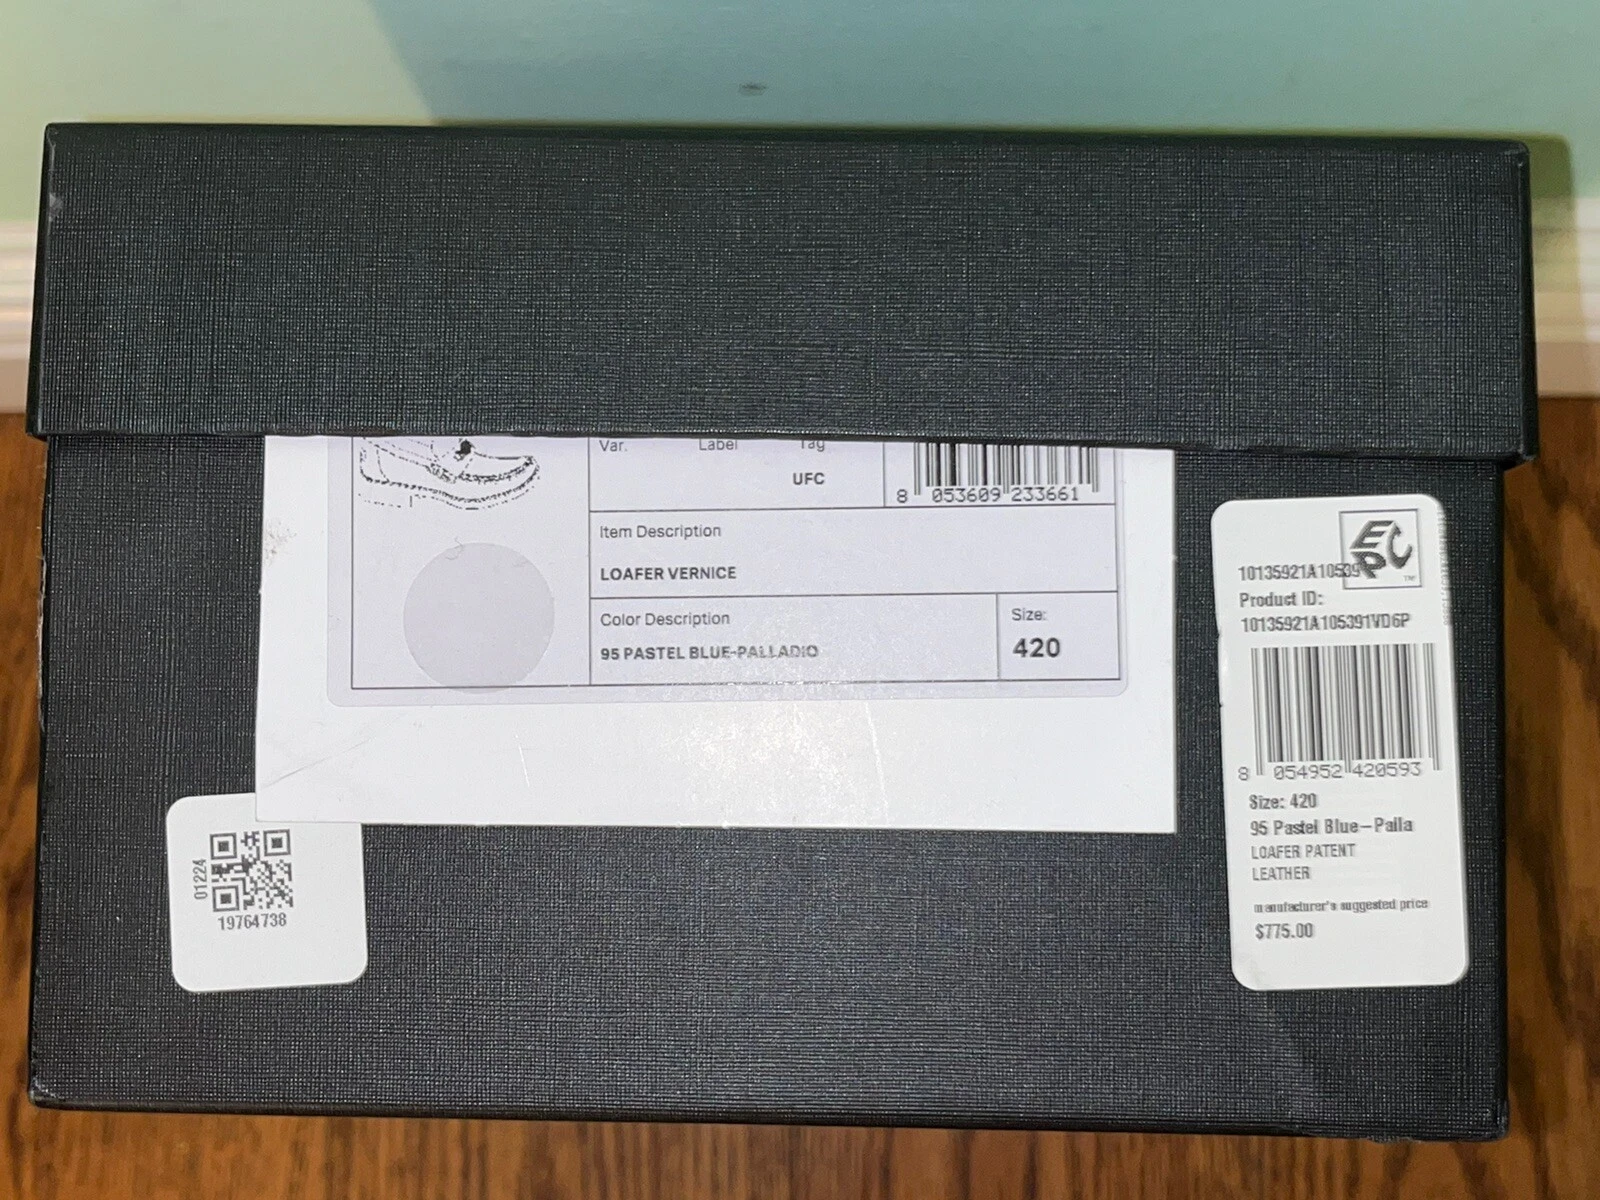 Var. Label Tag
UFC
8 053609 233661
Item Description
LOAFER VERNICE
Color Description
95 PASTEL BLUE-PALLADIO
Size:
420
01224
19764738
EPC
TM
10135921A10539
Product ID:
10135921A105391VD6P
8 054952 420593
Size: 420
95 Pastel Blue-Palla
LOAFER PATENT
LEATHER
manufacturer's suggested price
$775.00